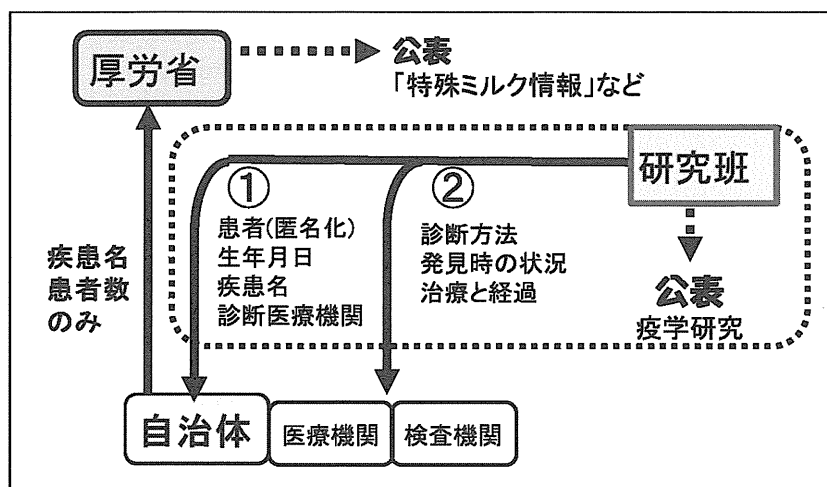 厚労省
公表
「特殊ミルク情報」など
研究班
①
患者(匿名化)
生年月日
疾患名
診断医療機関
②
診断方法
発見時の状況
治療と経過
疾患名
患者数
のみ
公表
疫学研究
自治体
医療機関
検査機関